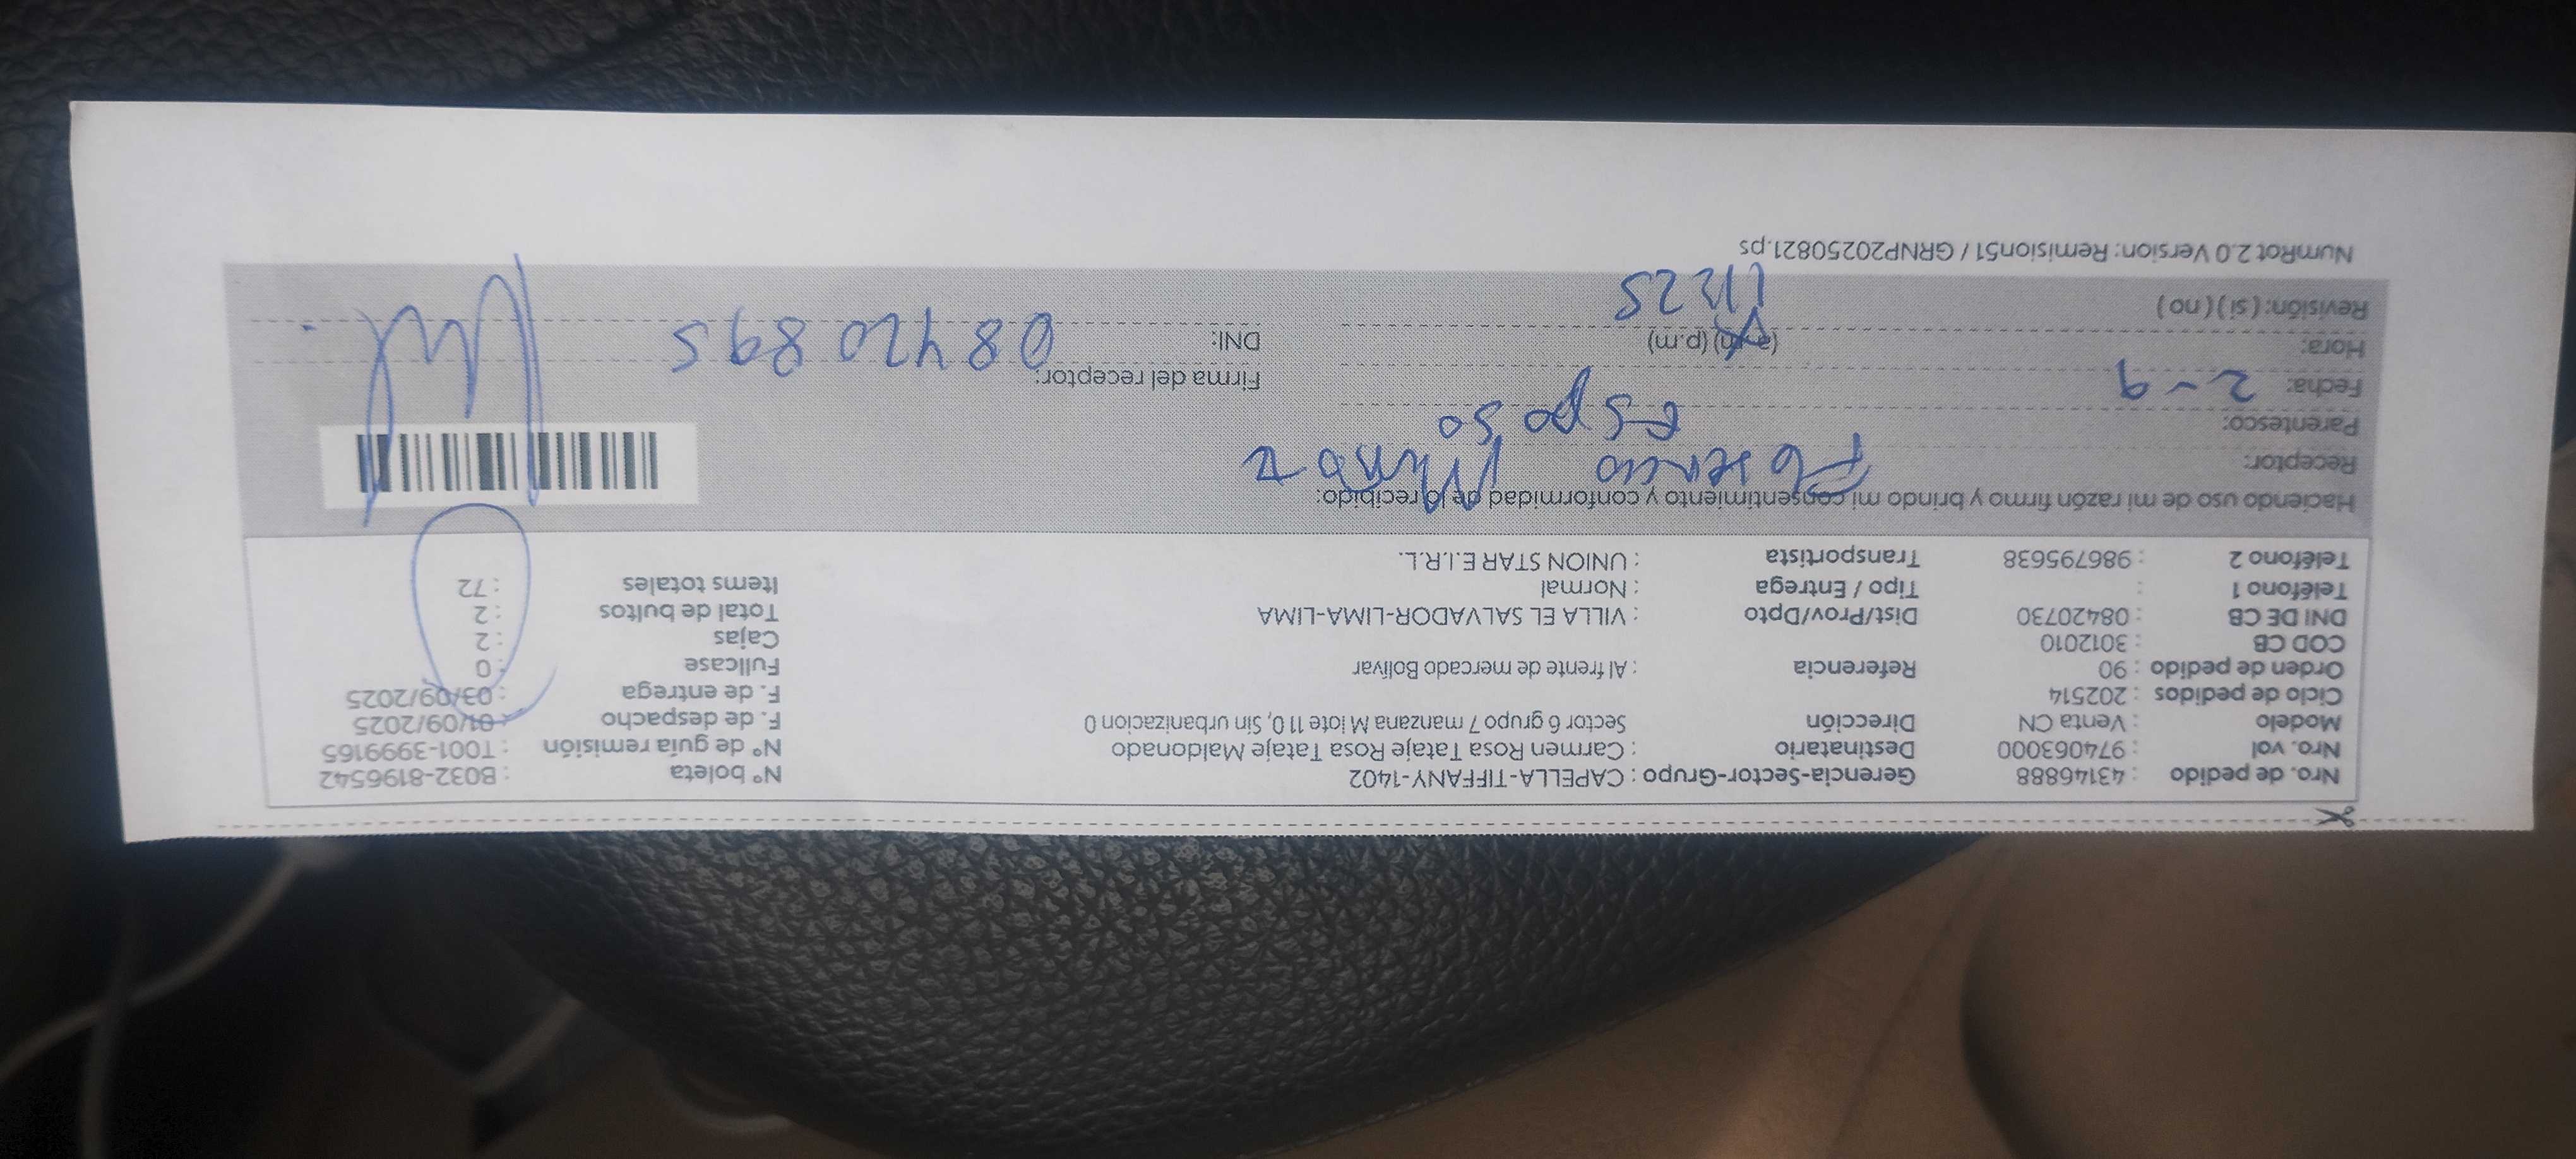 Nro. de pedido : 43146888 Gerencia-Sector-Grupo : CAPELLA-TIFFANY-1402 N° boleta : B032-8196542
Nro. vol : 974063000 Destinatario : Carmen Rosa Tataje Rosa Tataje Maldonado N° de guía remisión : T001-3999165
Modelo : Venta CN Dirección Sector 6 grupo 7 manzana M lote 11 0, Sin urbanizacion 0 F. de despacho : 01/09/2025
Ciclo de pedidos : 202514 F. de entrega : 03/09/2025
Orden de pedido : 90 Referencia : Al frente de mercado Bolívar Fullcase : 0
COD CB : 3012010 Cajas : 2
DNI DE CB : 08420730 Dist/Prov/Dpto : VILLA EL SALVADOR-LIMA-LIMA Total de bultos : 2
Teléfono 1 : Tipo / Entrega : Normal Items totales : 72
Teléfono 2 : 986795638 Transportista : UNION STAR E.I.R.L.
Haciendo uso de mi razón firmo y brindo mi consentimiento y conformidad de lo recibido:
Receptor: Muñoz
Parentesco: Esposo
Fecha: 2-9 Firma del receptor:
Hora: (a.m) (p.m) DNI: 08420895
Revisión: ( si ) ( no )
NumRot 2.0 Version: Remision51 / GRNP20250821.ps